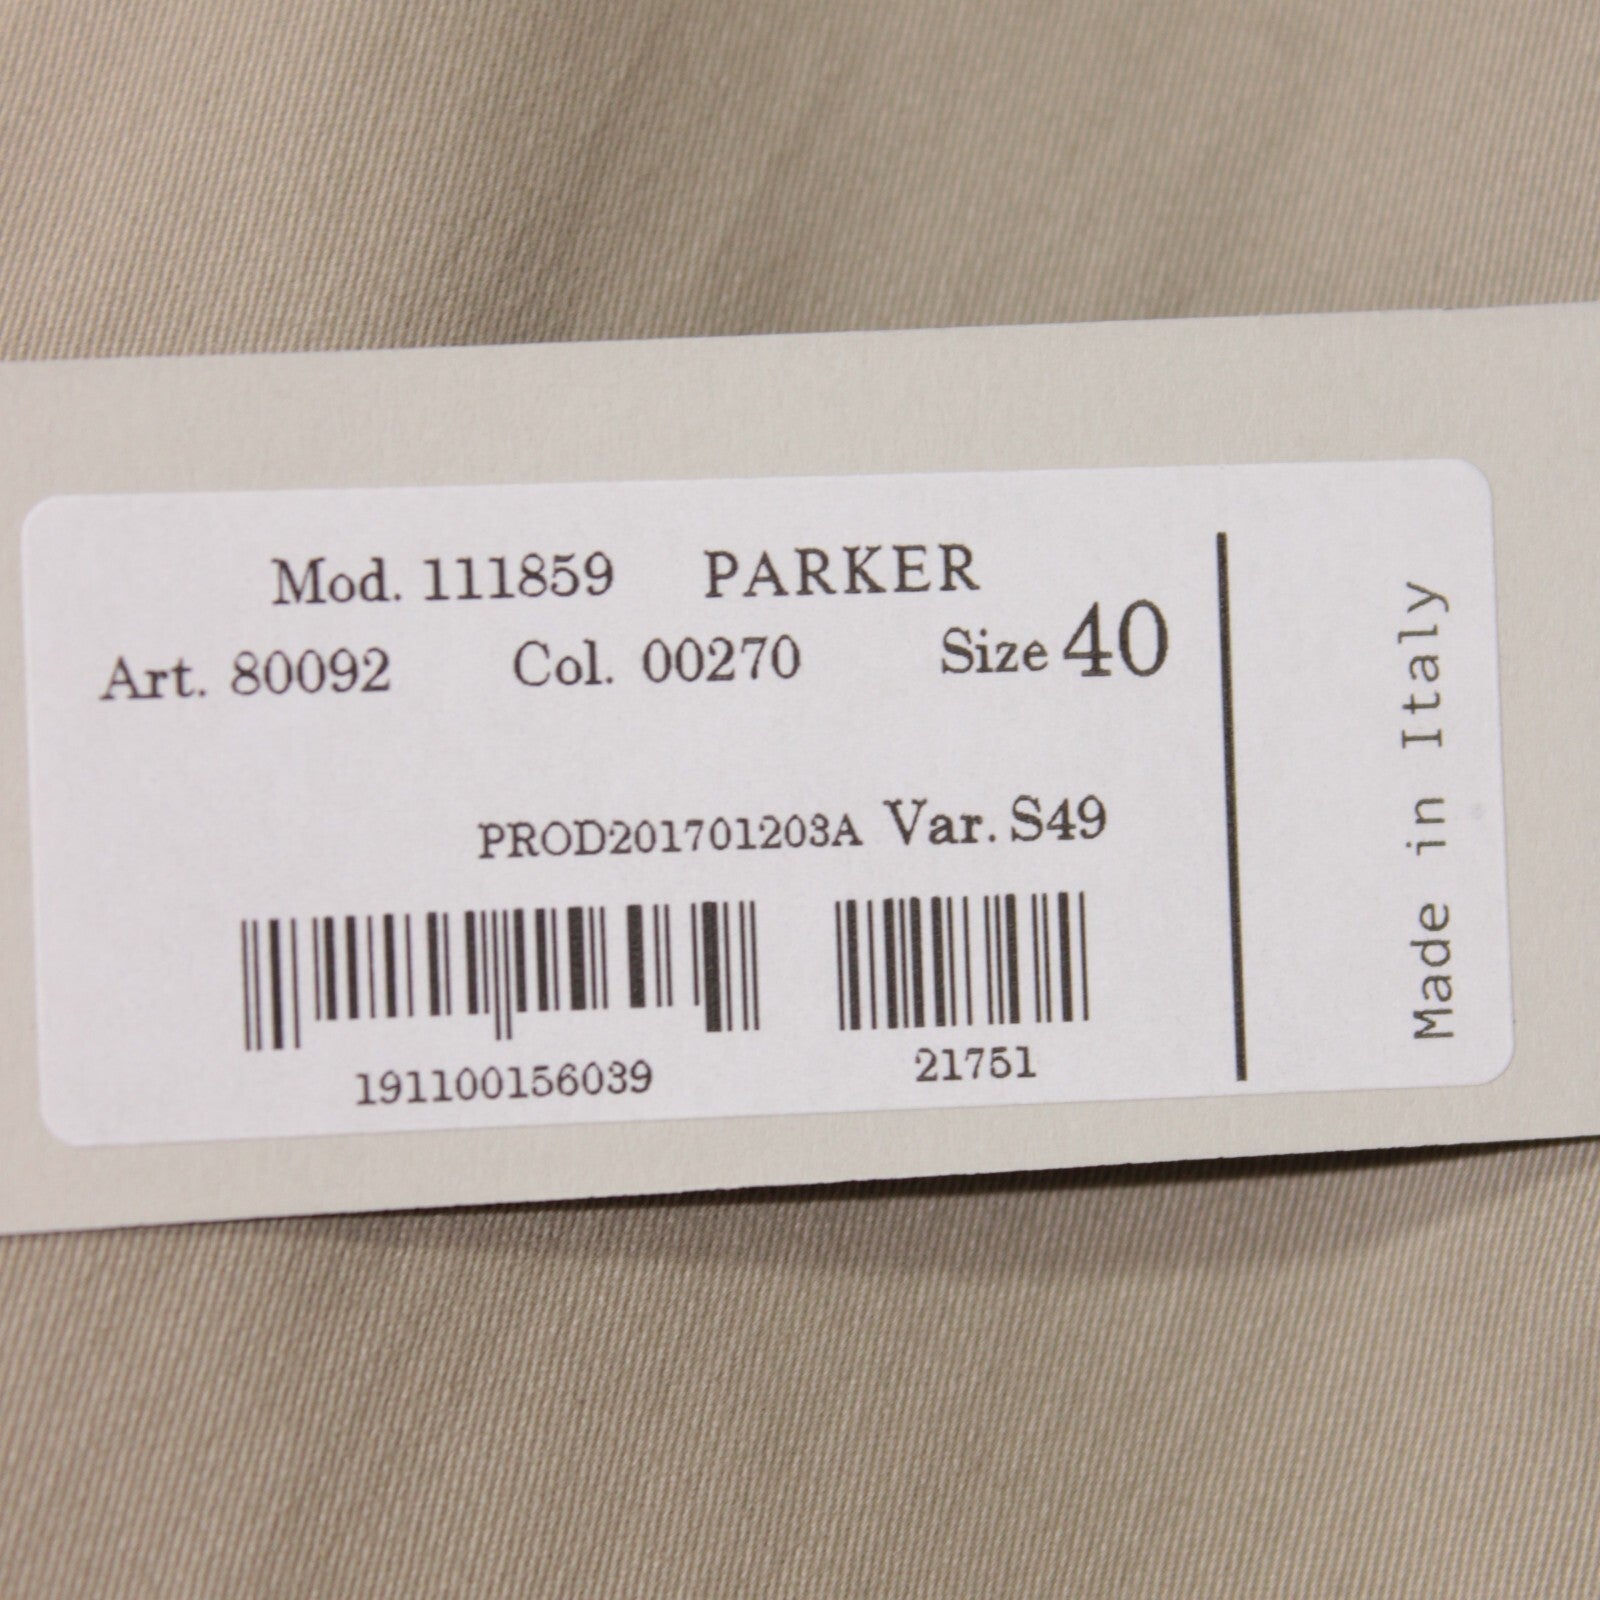 Mod. 111859 PARKER
Art. 80092 Col. 00270 Size 40
PROD201701203A Var. S49
191100156039 21751
Made in Italy